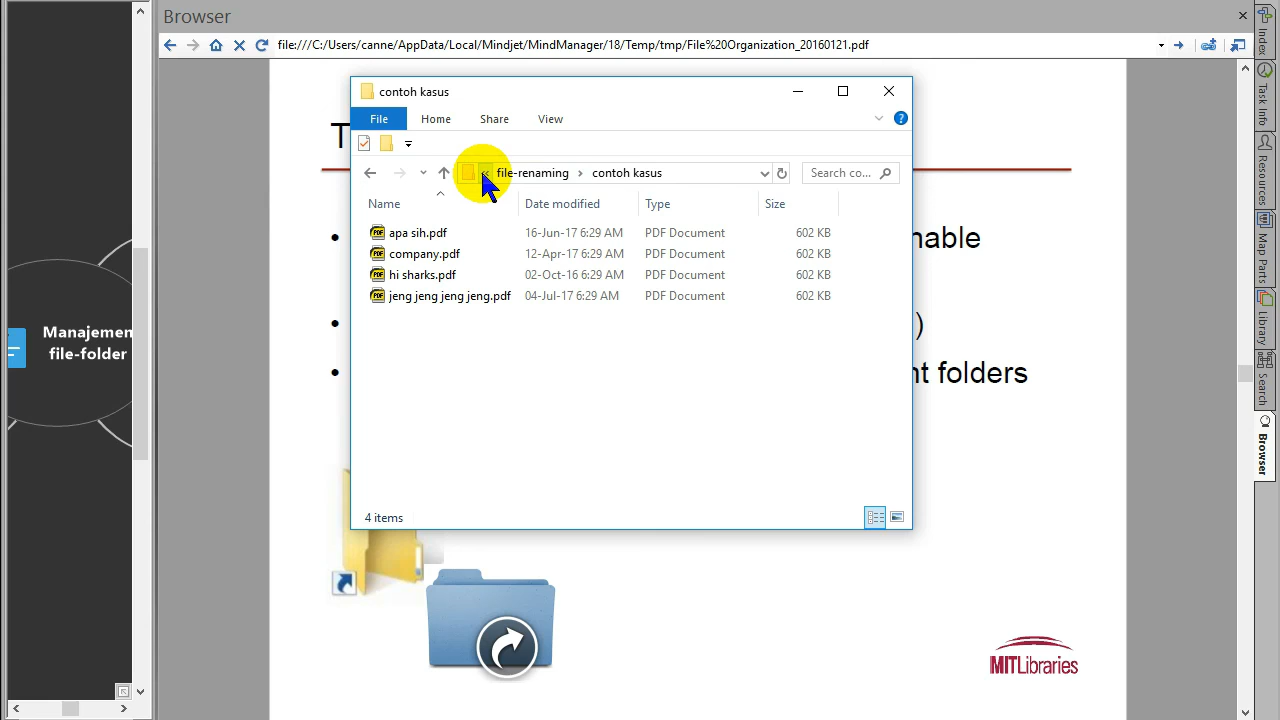 Browser
file:///C:/Users/canne/AppData/Local/Mindjet/MindManager/18/Temp/tmp/File%20Organization_20160121.pdf
contoh kasus
File Home Share View
« file-renaming › contoh kasus
Search co...
Name Date modified Type Size
apa sih.pdf 16-Jun-17 6:29 AM PDF Document 602 KB
company.pdf 12-Apr-17 6:29 AM PDF Document 602 KB
hi sharks.pdf 02-Oct-16 6:29 AM PDF Document 602 KB
jeng jeng jeng jeng.pdf 04-Jul-17 6:29 AM PDF Document 602 KB
4 items
T
•
•
)
•
folders
Manajemen
file-folder
MITLibraries
Index
Task Info
Resources
Map Parts
Library
Search
Browser